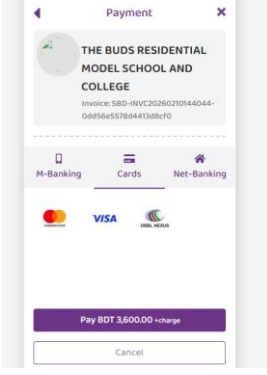 Payment
THE BUDS RESIDENTIAL
MODEL SCHOOL AND
COLLEGE
Invoice: SBD-INVC20260210144044-
0dd56e5578d4413d8cf0
M-Banking Cards Net-Banking
VISA
Pay BDT 3,600.00 +charge
Cancel